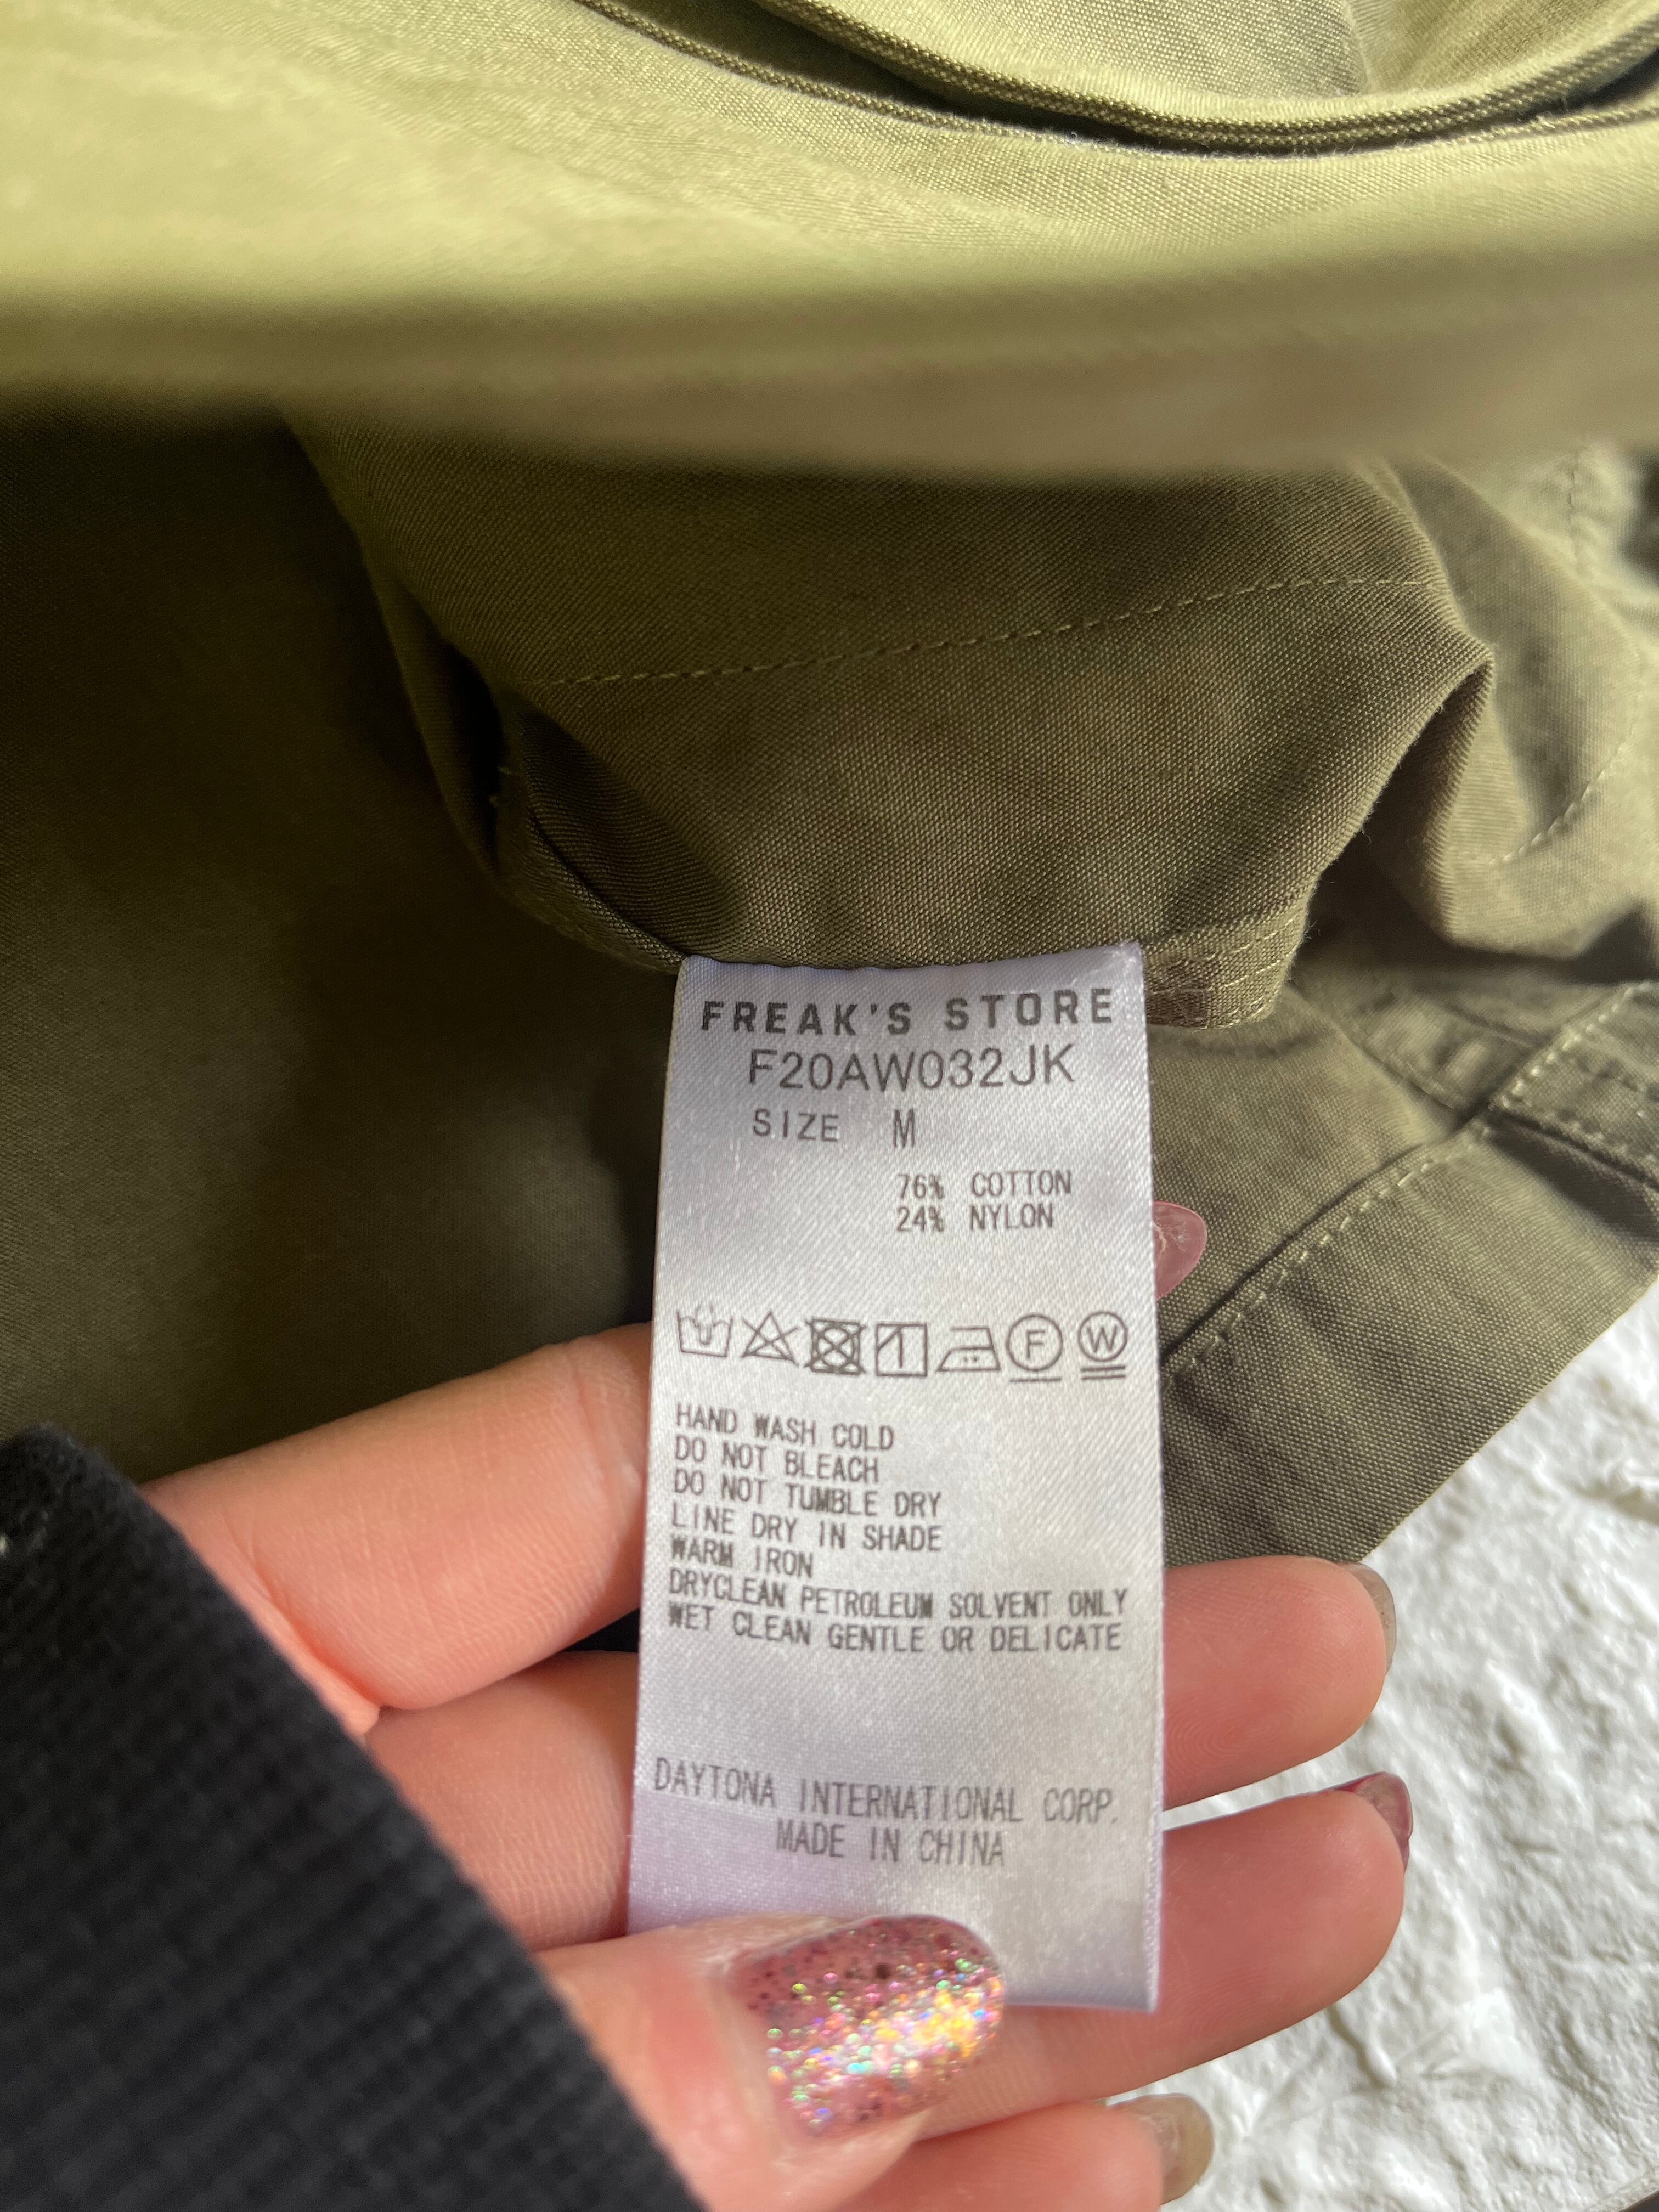 FREAK'S STORE
F20AW032JK
SIZE M
76% COTTON
24% NYLON
F W
HAND WASH COLD
DO NOT BLEACH
DO NOT TUMBLE DRY
LINE DRY IN SHADE
WARM IRON
DRYCLEAN PETROLEUM SOLVENT ONLY
WET CLEAN GENTLE OR DELICATE
DAYTONA INTERNATIONAL CORP.
MADE IN CHINA